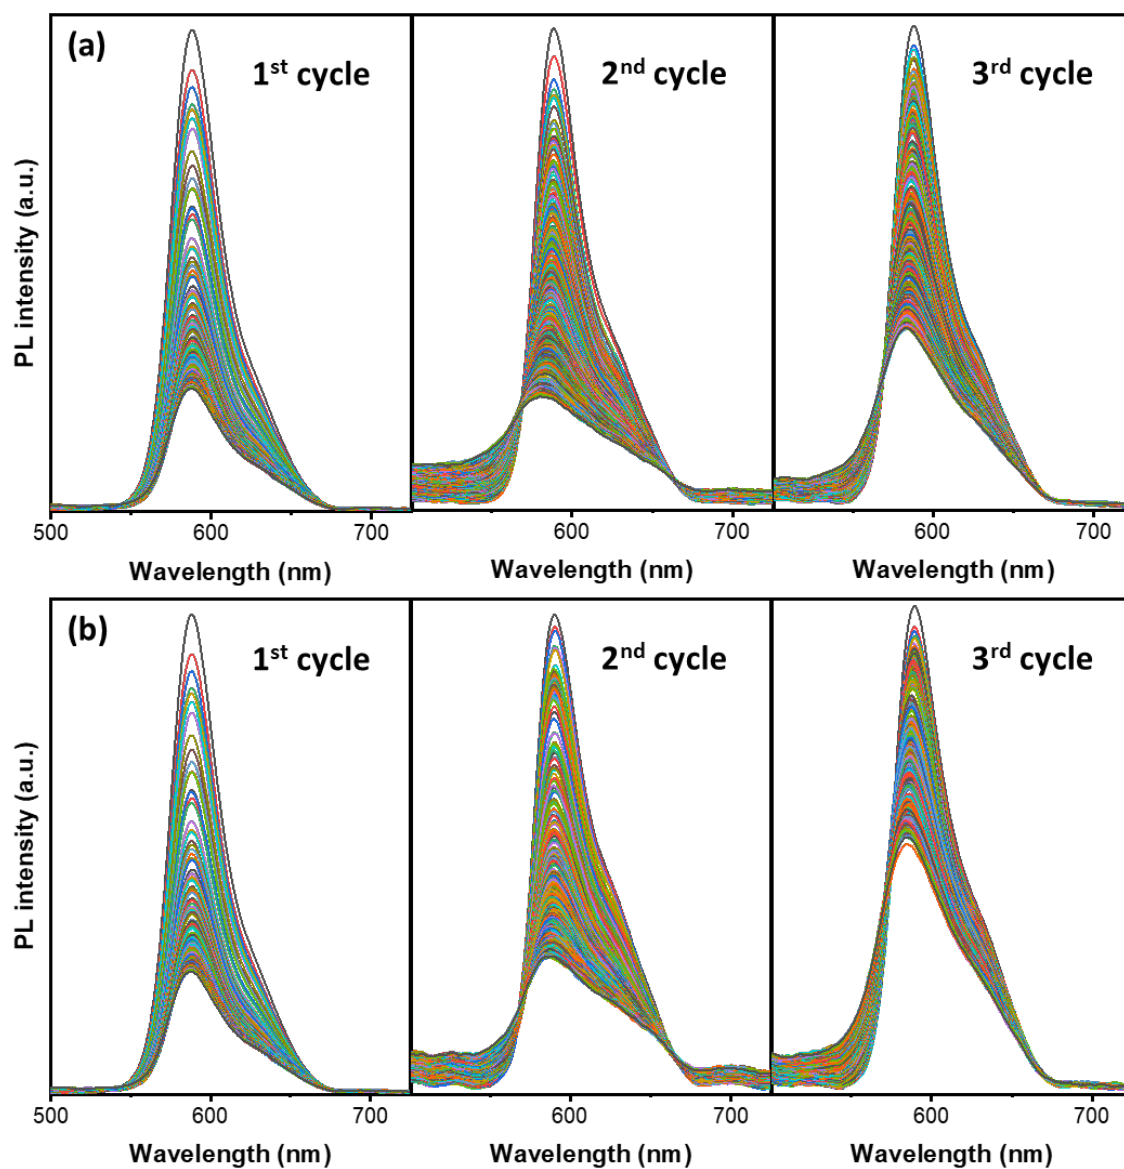 (a)
1st cycle
2nd cycle
3rd cycle
PL intensity (a.u.)
500 600 700 600 700 600 700
Wavelength (nm) Wavelength (nm) Wavelength (nm)
(b)
1st cycle
2nd cycle
3rd cycle
PL intensity (a.u.)
500 600 700 600 700 600 700
Wavelength (nm) Wavelength (nm) Wavelength (nm)